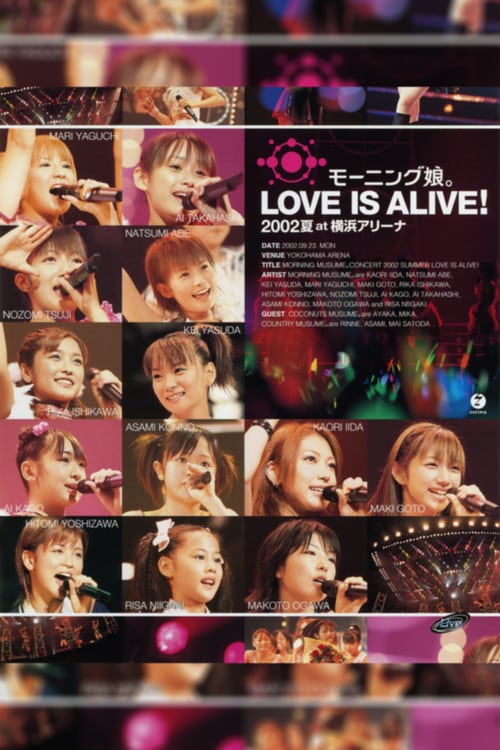 MARI YAGUCHI
AI TAKAHASHI
NATSUMI ABE
NOZOMI TSUJI
KEI YASUDA
RIKA ISHIKAWA
ASAMI KONNO
KAORI IIDA
AI KAGO
MAKI GOTO
HITOMI YOSHIZAWA
RISA NIIGAKI
MAKOTO OGAWA
モーニング娘。
LOVE IS ALIVE!
2002夏 at 横浜アリーナ
DATE 2002.09.23. MON
VENUE YOKOHAMA ARENA
TITLE MORNING MUSUME。CONCERT 2002 SUMMER LOVE IS ALIVE!
ARTIST MORNING MUSUME。are KAORI IIDA, NATSUMI ABE,
KEI YASUDA, MARI YAGUCHI, MAKI GOTO, RIKA ISHIKAWA,
HITOMI YOSHIZAWA, NOZOMI TSUJI, AI KAGO, AI TAKAHASHI,
ASAMI KONNO, MAKOTO OGAWA and RISA NIIGAKI
GUEST COCONUTS MUSUME。are AYAKA, MIKA,
COUNTRY MUSUME。are RINNE, ASAMI, MAI SATODA
zetima
Live